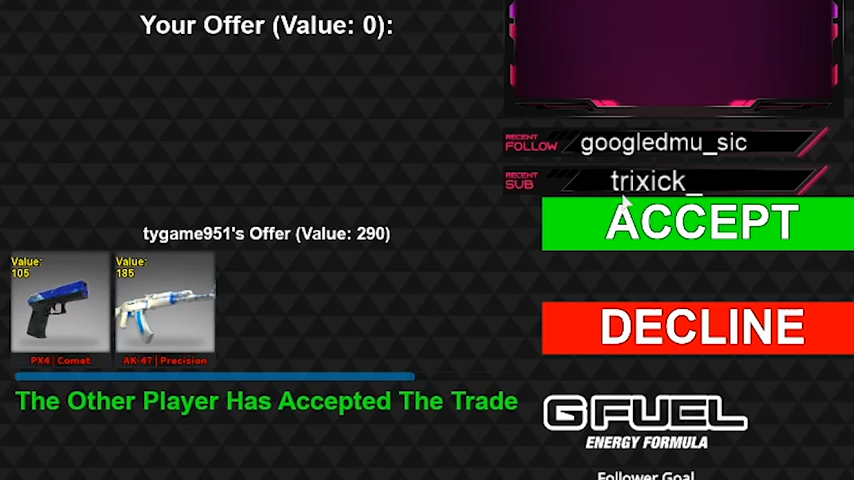 Your Offer (Value: 0):
RECENT
FOLLOW
googledmu_sic
RECENT
SUB
trixick_
ACCEPT
tygame951's Offer (Value: 290)
Value:
105
Value:
185
PX4 | Comet
AK-47 | Precision
DECLINE
The Other Player Has Accepted The Trade
G FUEL
ENERGY FORMULA
Follower Goal